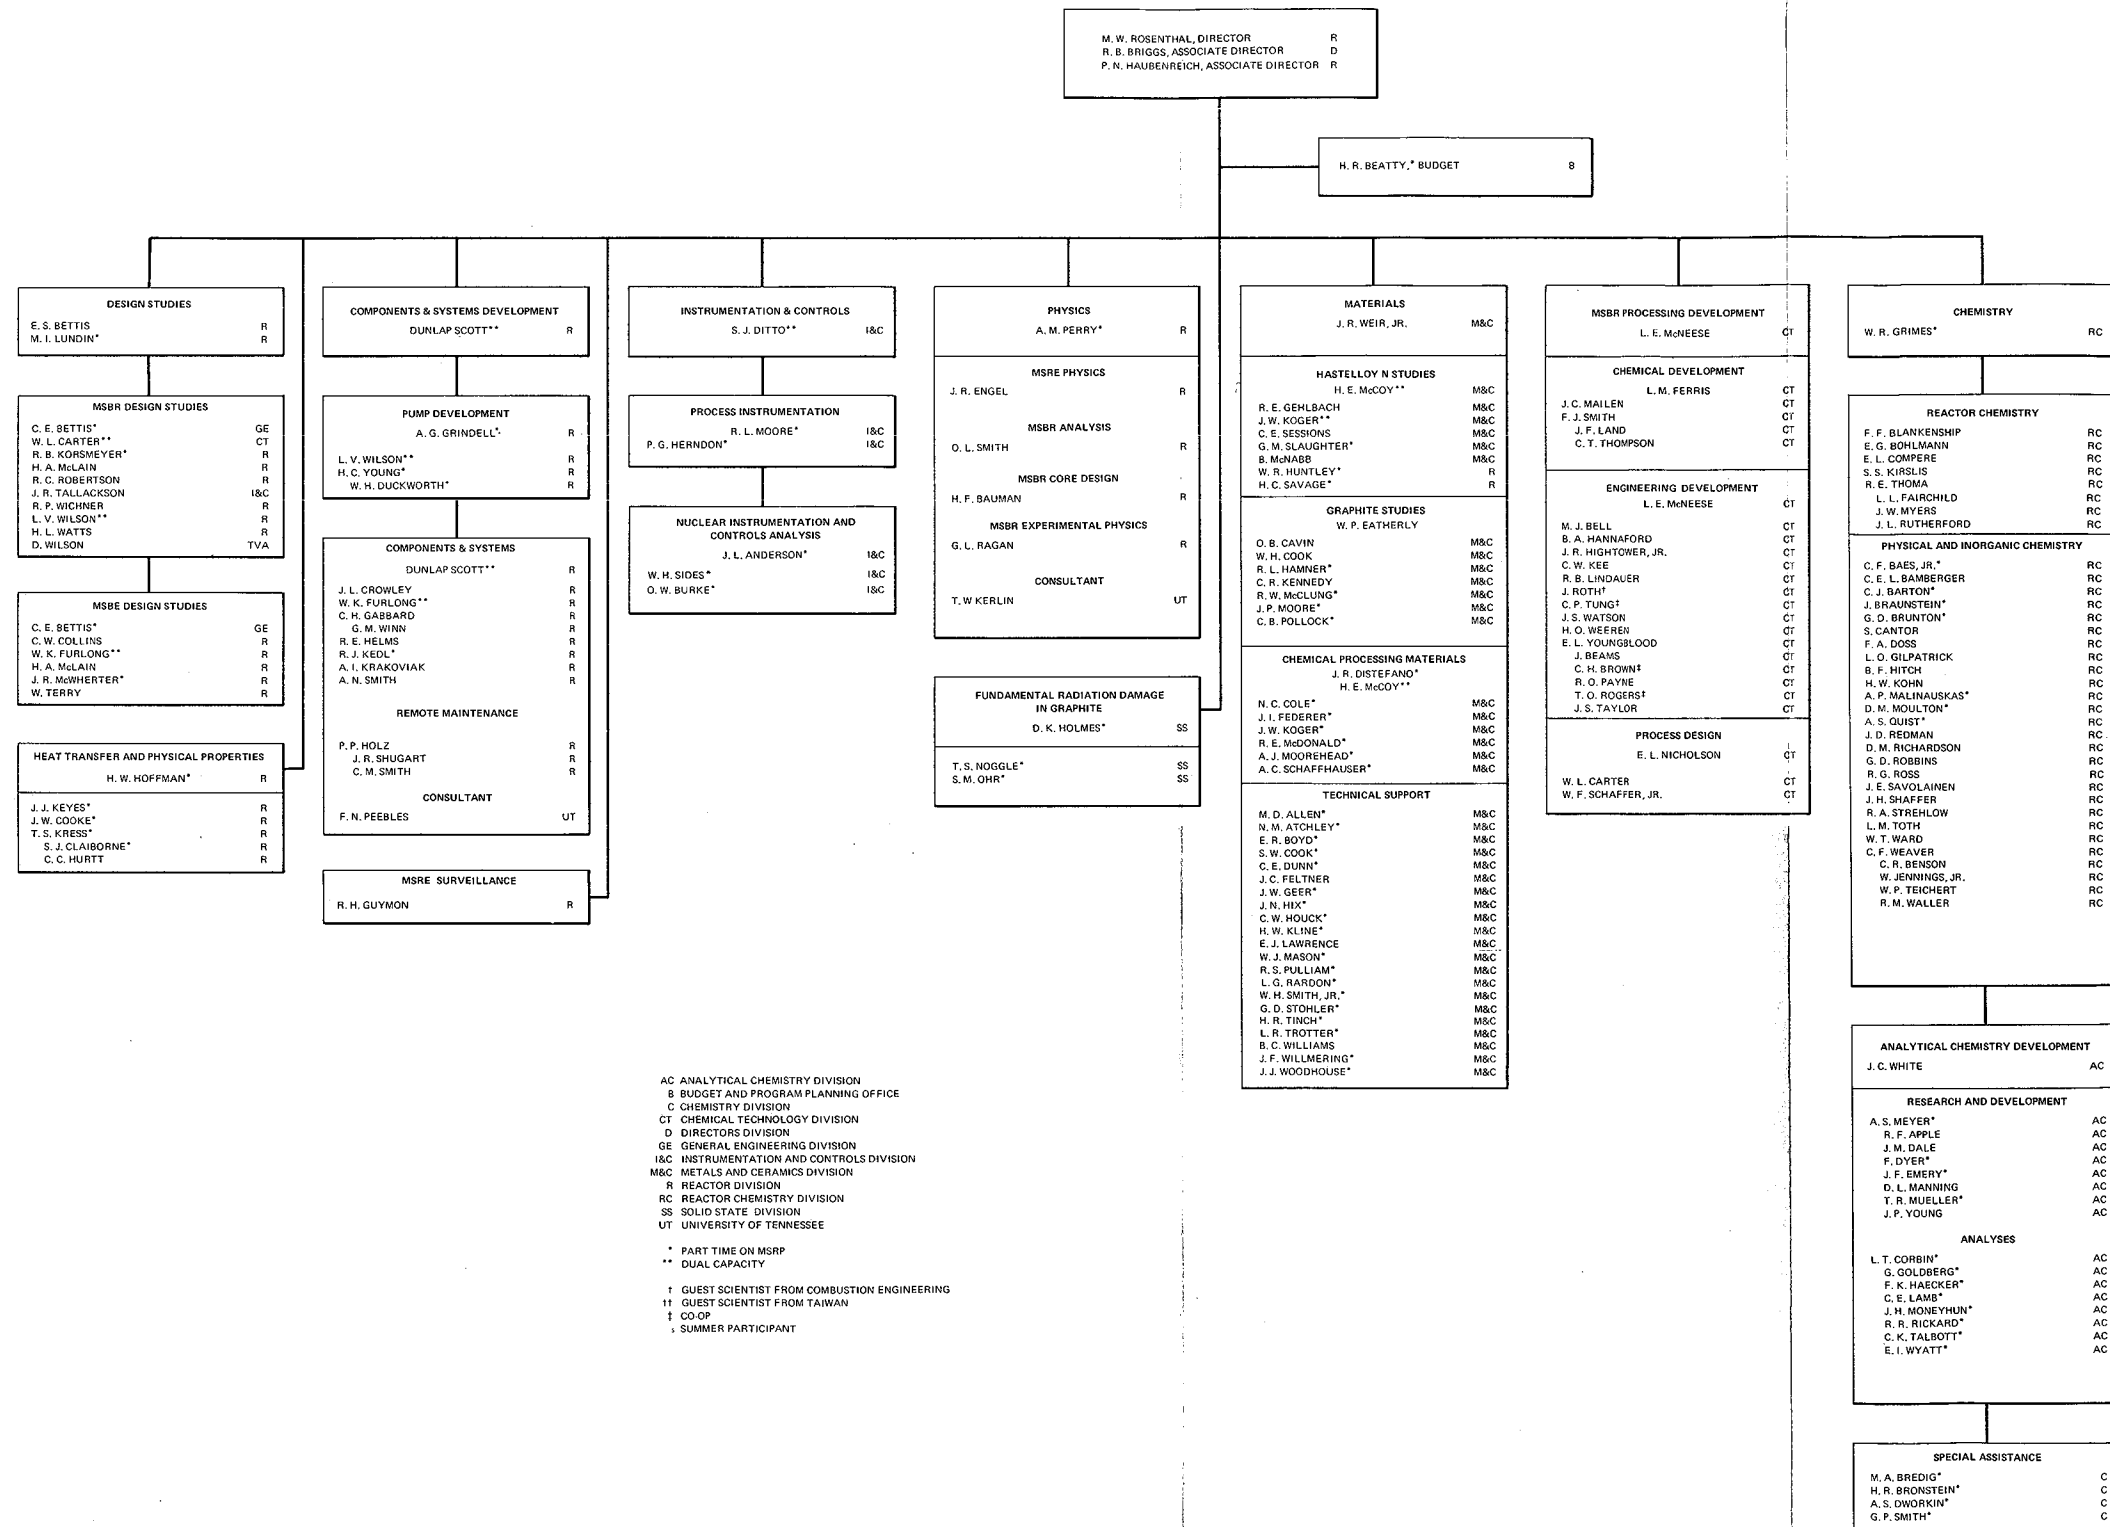 M. W. ROSENTHAL, DIRECTOR R
R. B. BRIGGS, ASSOCIATE DIRECTOR D
P. N. HAUBENREICH, ASSOCIATE DIRECTOR R
H. R. BEATTY,* BUDGET B
DESIGN STUDIES
E. S. BETTIS R
M. I. LUNDIN* R
MSBR DESIGN STUDIES
C. E. BETTIS* GE
W. L. CARTER** CT
R. B. KORSMEYER* R
H. A. McLAIN R
R. C. ROBERTSON R
J. R. TALLACKSON I&C
R. P. WICHNER R
L. V. WILSON** R
H. L. WATTS R
D. WILSON TVA
MSBE DESIGN STUDIES
C. E. BETTIS* GE
C. W. COLLINS R
W. K. FURLONG** R
H. A. McLAIN R
J. R. McWHERTER* R
W. TERRY R
HEAT TRANSFER AND PHYSICAL PROPERTIES
H. W. HOFFMAN* R
J. J. KEYES* R
J. W. COOKE* R
T. S. KRESS* R
S. J. CLAIBORNE* R
C. C. HURTT R
COMPONENTS & SYSTEMS DEVELOPMENT
DUNLAP SCOTT** R
PUMP DEVELOPMENT
A. G. GRINDELL* R
L. V. WILSON** R
H. C. YOUNG* R
W. H. DUCKWORTH* R
COMPONENTS & SYSTEMS
DUNLAP SCOTT** R
J. L. CROWLEY R
W. K. FURLONG** R
C. H. GABBARD R
G. M. WINN R
R. E. HELMS R
R. J. KEDL* R
A. I. KRAKOVIAK R
A. N. SMITH R
REMOTE MAINTENANCE
P. P. HOLZ R
J. R. SHUGART R
C. M. SMITH R
CONSULTANT
F. N. PEEBLES UT
MSRE SURVEILLANCE
R. H. GUYMON R
INSTRUMENTATION & CONTROLS
S. J. DITTO** I&C
PROCESS INSTRUMENTATION
R. L. MOORE* I&C
P. G. HERNDON* I&C
NUCLEAR INSTRUMENTATION AND
CONTROLS ANALYSIS
J. L. ANDERSON* I&C
W. H. SIDES* I&C
O. W. BURKE* I&C
PHYSICS
A. M. PERRY* R
MSRE PHYSICS
J. R. ENGEL R
MSBR ANALYSIS
O. L. SMITH R
MSBR CORE DESIGN
H. F. BAUMAN R
MSBR EXPERIMENTAL PHYSICS
G. L. RAGAN R
CONSULTANT
T. W KERLIN UT
FUNDAMENTAL RADIATION DAMAGE
IN GRAPHITE
D. K. HOLMES* SS
T. S. NOGGLE* SS
S. M. OHR* SS
MATERIALS
J. R. WEIR, JR. M&C
HASTELLOY N STUDIES
H. E. McCOY** M&C
R. E. GEHLBACH M&C
J. W. KOGER** M&C
C. E. SESSIONS M&C
G. M. SLAUGHTER* M&C
B. McNABB M&C
W. R. HUNTLEY* R
H. C. SAVAGE* R
GRAPHITE STUDIES
W. P. EATHERLY
O. B. CAVIN M&C
W. H. COOK M&C
R. L. HAMNER* M&C
C. R. KENNEDY M&C
R. W. McCLUNG* M&C
J. P. MOORE* M&C
C. B. POLLOCK* M&C
CHEMICAL PROCESSING MATERIALS
J. R. DISTEFANO*
H. E. McCOY**
N. C. COLE* M&C
J. I. FEDERER* M&C
J. W. KOGER* M&C
R. E. McDONALD* M&C
A. J. MOOREHEAD* M&C
A. C. SCHAFFHAUSER* M&C
TECHNICAL SUPPORT
M. D. ALLEN* M&C
N. M. ATCHLEY* M&C
E. R. BOYD* M&C
S. W. COOK* M&C
C. E. DUNN* M&C
J. C. FELTNER M&C
J. W. GEER* M&C
J. N. HIX* M&C
C. W. HOUCK* M&C
H. W. KLINE* M&C
E. J. LAWRENCE M&C
W. J. MASON* M&C
R. S. PULLIAM* M&C
L. G. RARDON* M&C
W. H. SMITH, JR.* M&C
G. D. STOHLER* M&C
H. R. TINCH* M&C
L. R. TROTTER* M&C
B. C. WILLIAMS M&C
J. F. WILLMERING* M&C
J. J. WOODHOUSE* M&C
MSBR PROCESSING DEVELOPMENT
L. E. McNEESE CT
CHEMICAL DEVELOPMENT
L. M. FERRIS CT
J. C. MAILEN CT
F. J. SMITH CT
J. F. LAND CT
C. T. THOMPSON CT
ENGINEERING DEVELOPMENT
L. E. McNEESE CT
M. J. BELL CT
B. A. HANNAFORD CT
J. R. HIGHTOWER, JR. CT
C. W. KEE CT
R. B. LINDAUER CT
J. ROTH† CT
C. P. TUNG‡ CT
J. S. WATSON CT
H. O. WEEREN CT
E. L. YOUNGBLOOD CT
J. BEAMS CT
C. H. BROWN‡ CT
R. O. PAYNE CT
T. O. ROGERS‡ CT
J. S. TAYLOR CT
PROCESS DESIGN
E. L. NICHOLSON CT
W. L. CARTER CT
W. F. SCHAFFER, JR. CT
CHEMISTRY
W. R. GRIMES* RC
REACTOR CHEMISTRY
F. F. BLANKENSHIP RC
E. G. BOHLMANN RC
E. L. COMPERE RC
S. S. KIRSLIS RC
R. E. THOMA RC
L. L. FAIRCHILD RC
J. W. MYERS RC
J. L. RUTHERFORD RC
PHYSICAL AND INORGANIC CHEMISTRY
C. F. BAES, JR.* RC
C. E. L. BAMBERGER RC
C. J. BARTON* RC
J. BRAUNSTEIN* RC
G. D. BRUNTON* RC
S. CANTOR RC
F. A. DOSS RC
L. O. GILPATRICK RC
B. F. HITCH RC
H. W. KOHN RC
A. P. MALINAUSKAS* RC
D. M. MOULTON* RC
A. S. QUIST* RC
J. D. REDMAN RC
D. M. RICHARDSON RC
G. D. ROBBINS RC
R. G. ROSS RC
J. E. SAVOLAINEN RC
J. H. SHAFFER RC
R. A. STREHLOW RC
L. M. TOTH RC
W. T. WARD RC
C. F. WEAVER RC
C. R. BENSON RC
W. JENNINGS, JR. RC
W. P. TEICHERT RC
R. M. WALLER RC
ANALYTICAL CHEMISTRY DEVELOPMENT
J. C. WHITE AC
RESEARCH AND DEVELOPMENT
A. S. MEYER* AC
R. F. APPLE AC
J. M. DALE AC
F. DYER* AC
J. F. EMERY* AC
D. L. MANNING AC
T. R. MUELLER* AC
J. P. YOUNG AC
ANALYSES
L. T. CORBIN* AC
G. GOLDBERG* AC
F. K. HAECKER* AC
C. E. LAMB* AC
J. H. MONEYHUN* AC
R. R. RICKARD* AC
C. K. TALBOTT* AC
E. I. WYATT* AC
SPECIAL ASSISTANCE
M. A. BREDIG* C
H. R. BRONSTEIN* C
A. S. DWORKIN* C
G. P. SMITH* C
AC ANALYTICAL CHEMISTRY DIVISION
B BUDGET AND PROGRAM PLANNING OFFICE
C CHEMISTRY DIVISION
CT CHEMICAL TECHNOLOGY DIVISION
D DIRECTORS DIVISION
GE GENERAL ENGINEERING DIVISION
I&C INSTRUMENTATION AND CONTROLS DIVISION
M&C METALS AND CERAMICS DIVISION
R REACTOR DIVISION
RC REACTOR CHEMISTRY DIVISION
SS SOLID STATE DIVISION
UT UNIVERSITY OF TENNESSEE
* PART TIME ON MSRP
** DUAL CAPACITY
† GUEST SCIENTIST FROM COMBUSTION ENGINEERING
†† GUEST SCIENTIST FROM TAIWAN
‡ CO-OP
s SUMMER PARTICIPANT